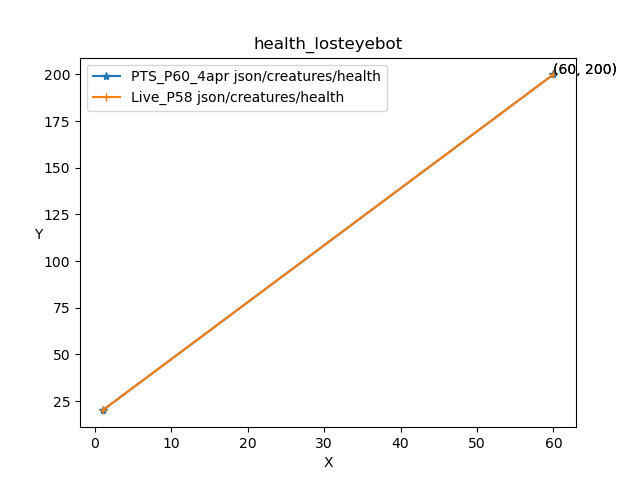 health_losteyebot
(60, 200)
PTS_P60_4apr json/creatures/health
Live_P58 json/creatures/health
200
175
150
125
100
75
50
25
Y
0 10 20 30 40 50 60
X